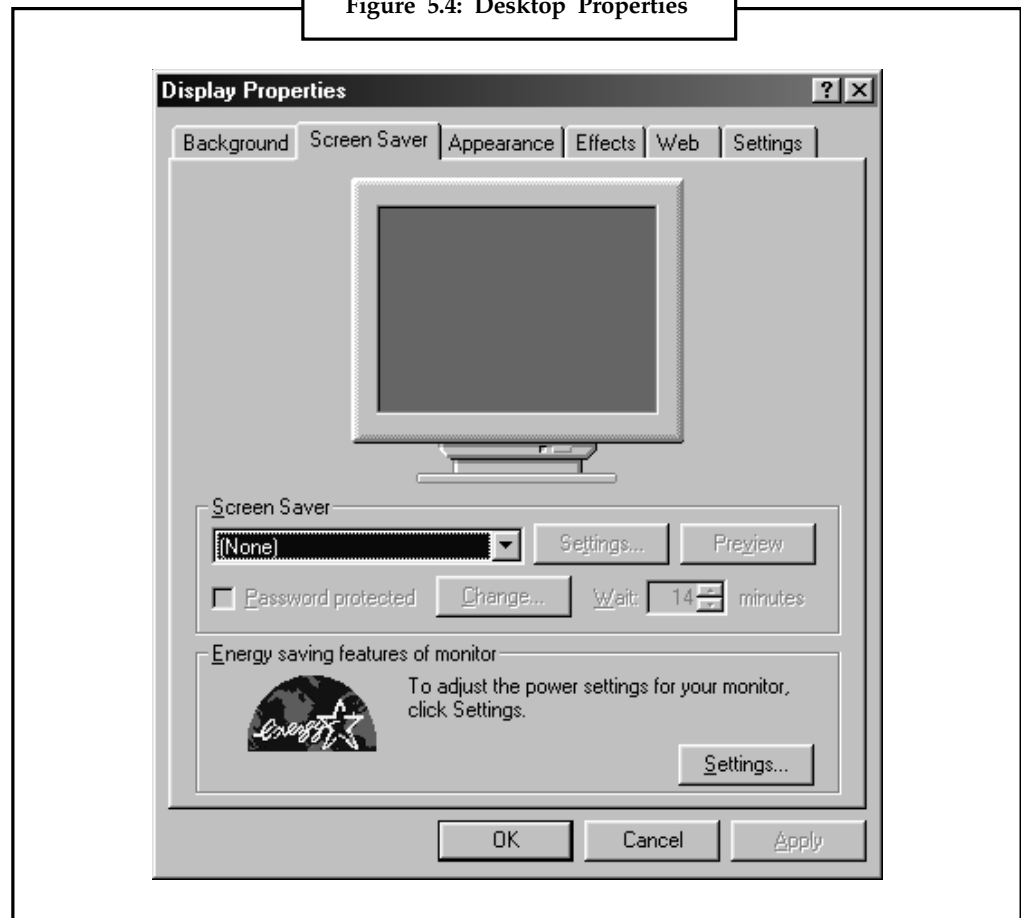 Figure 5.4: Desktop Properties
Display Properties
Background Screen Saver Appearance Effects Web Settings
Screen Saver
(None) Settings... Preview
Password protected Change... Wait: 14 minutes
Energy saving features of monitor
To adjust the power settings for your monitor,
click Settings.
energy
Settings...
OK Cancel Apply